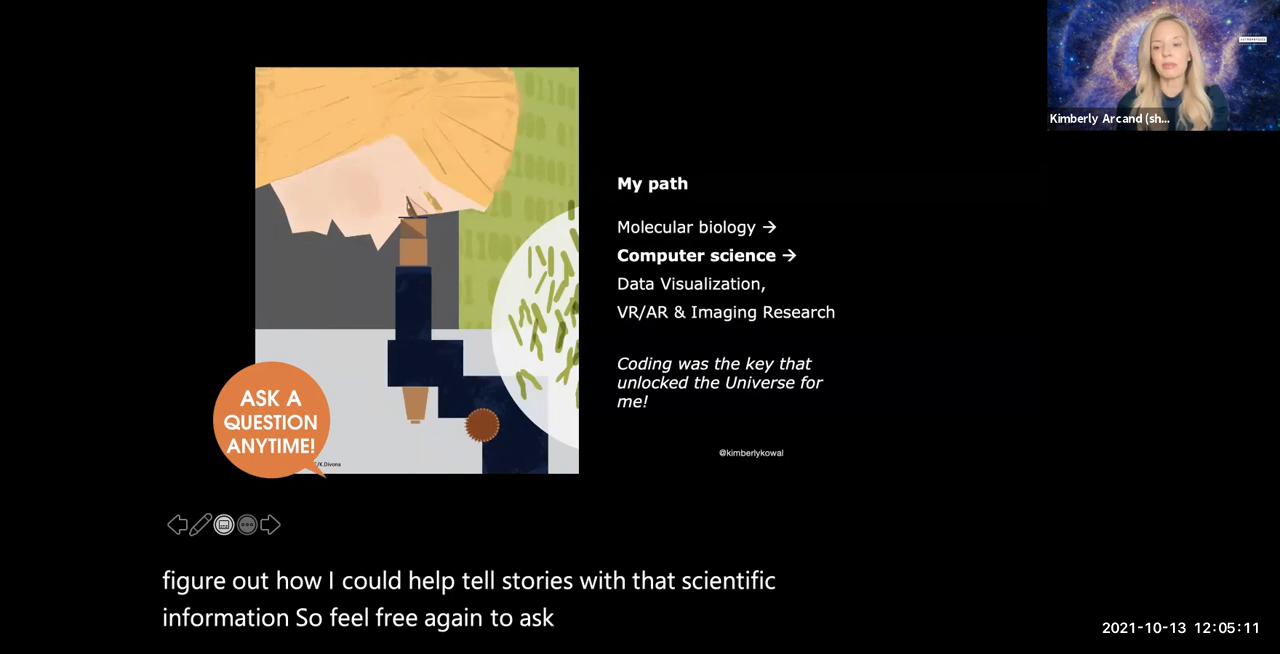 Kimberly Arcand (sh...
My path
Molecular biology →
Computer science →
Data Visualization,
VR/AR & Imaging Research
Coding was the key that
unlocked the Universe for
me!
@kimberlykowal
ASK A
QUESTION
ANYTIME!
/K.Divona
figure out how I could help tell stories with that scientific
information So feel free again to ask
2021-10-13 12:05:11